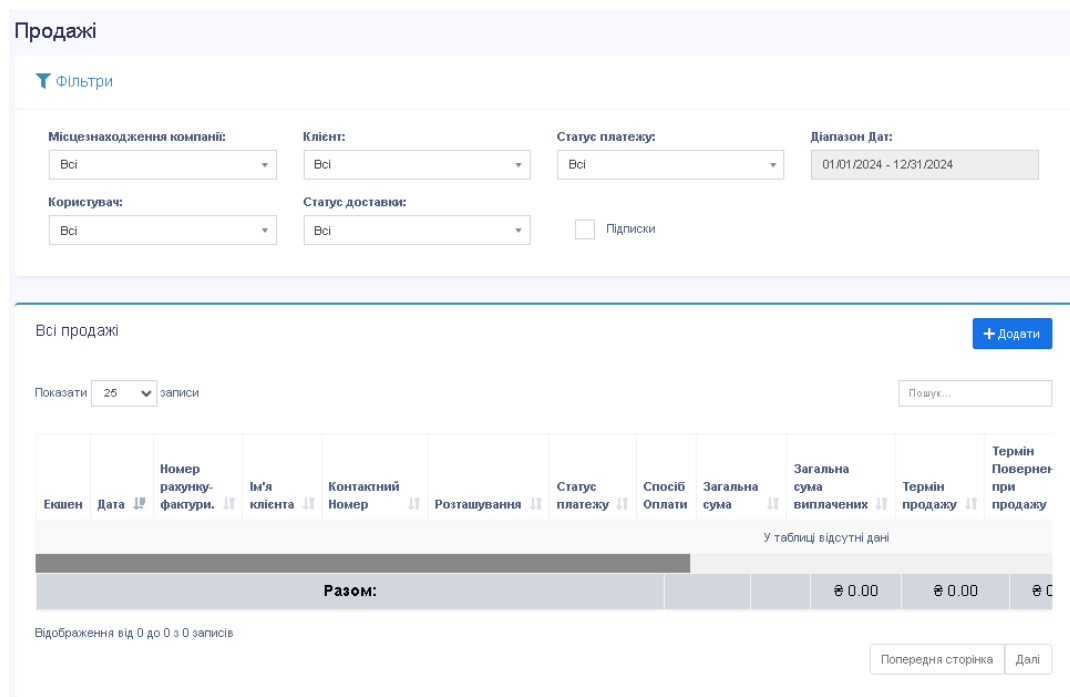 Продажі
Фільтри
Місцезнаходження компанії: Клієнт: Статус платежу: Діапазон Дат:
Всі Всі Всі 01/01/2024 - 12/31/2024
Користувач: Статус доставки:
Всі Всі Підписки
Всі продажі
Додати
Показати 25 записи Пошук...
Термін
Номер Загальна Повернен
рахунку- Ім'я Контактний Статус Спосіб Загальна сума Термін при
Екшен Дата фактури. клієнта Номер Розташування платежу Оплати сума виплачених продажу продажу
У таблиці відсутні дані
Разом: ₴ 0.00 ₴ 0.00 ₴ 0
Відображення від 0 до 0 з 0 записів
Попередня сторінка Далі